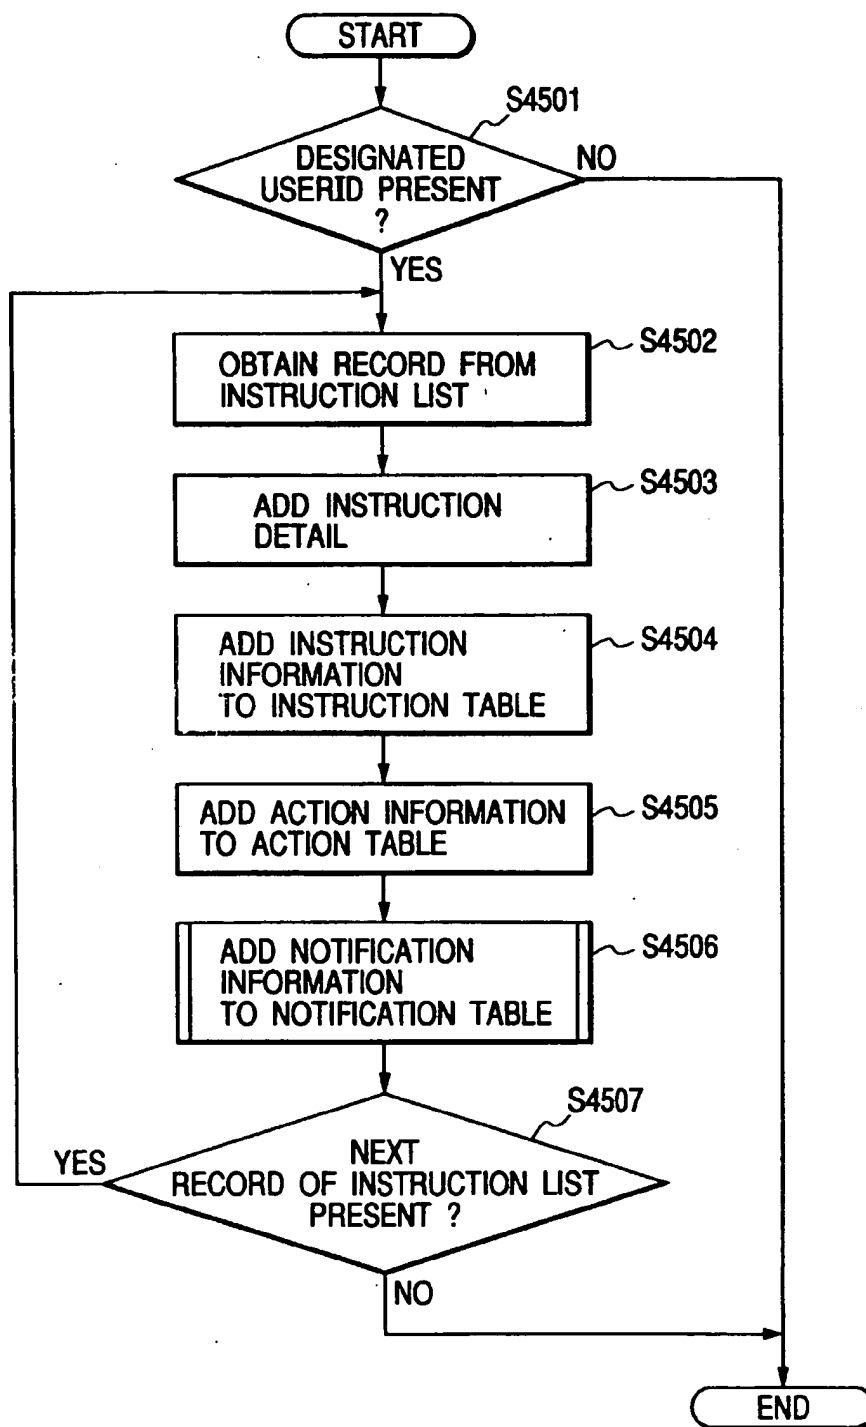 START
S4501
DESIGNATED
USERID PRESENT
?
NO
YES
OBTAIN RECORD FROM
INSTRUCTION LIST
S4502
ADD INSTRUCTION
DETAIL
S4503
ADD INSTRUCTION
INFORMATION
TO INSTRUCTION TABLE
S4504
ADD ACTION INFORMATION
TO ACTION TABLE
S4505
ADD NOTIFICATION
INFORMATION
TO NOTIFICATION TABLE
S4506
S4507
NEXT
RECORD OF INSTRUCTION LIST
PRESENT ?
YES
NO
END